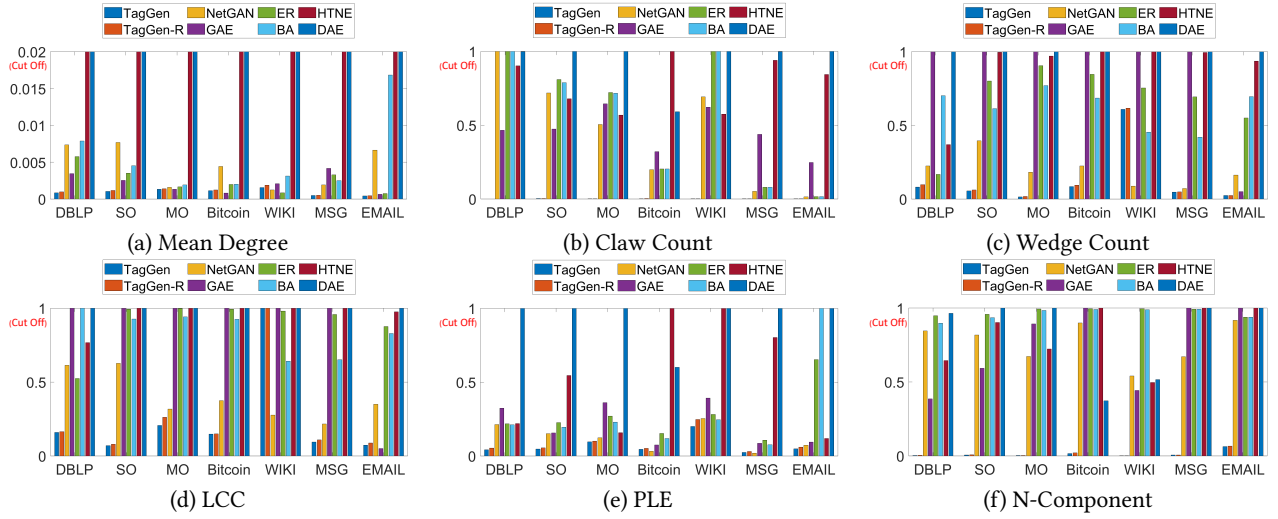 TagGen NetGAN ER HTNE
TagGen-R GAE BA DAE
0.02
(Cut Off)
0.015
0.01
0.005
0
DBLP SO MO Bitcoin WIKI MSG EMAIL
(a) Mean Degree
TagGen NetGAN ER HTNE
TagGen-R GAE BA DAE
1
(Cut Off)
0.5
0
DBLP SO MO Bitcoin WIKI MSG EMAIL
(b) Claw Count
TagGen NetGAN ER HTNE
TagGen-R GAE BA DAE
1
(Cut Off)
0.5
0
DBLP SO MO Bitcoin WIKI MSG EMAIL
(c) Wedge Count
TagGen NetGAN ER HTNE
TagGen-R GAE BA DAE
1
(Cut Off)
0.5
0
DBLP SO MO Bitcoin WIKI MSG EMAIL
(d) LCC
TagGen NetGAN ER HTNE
TagGen-R GAE BA DAE
1
(Cut Off)
0.5
0
DBLP SO MO Bitcoin WIKI MSG EMAIL
(e) PLE
TagGen NetGAN ER HTNE
TagGen-R GAE BA DAE
1
(Cut Off)
0.5
0
DBLP SO MO Bitcoin WIKI MSG EMAIL
(f) N-Component